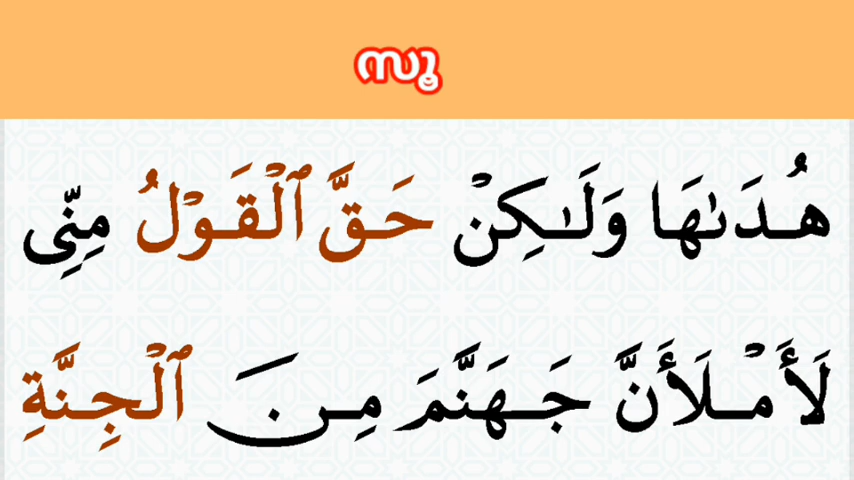 സൂ
هُدَىٰهَا وَلَٰكِنْ حَقَّ ٱلْقَوْلُ مِنِّي
لَأَمْلَأَنَّ جَهَنَّمَ مِنَ ٱلْجِنَّةِ